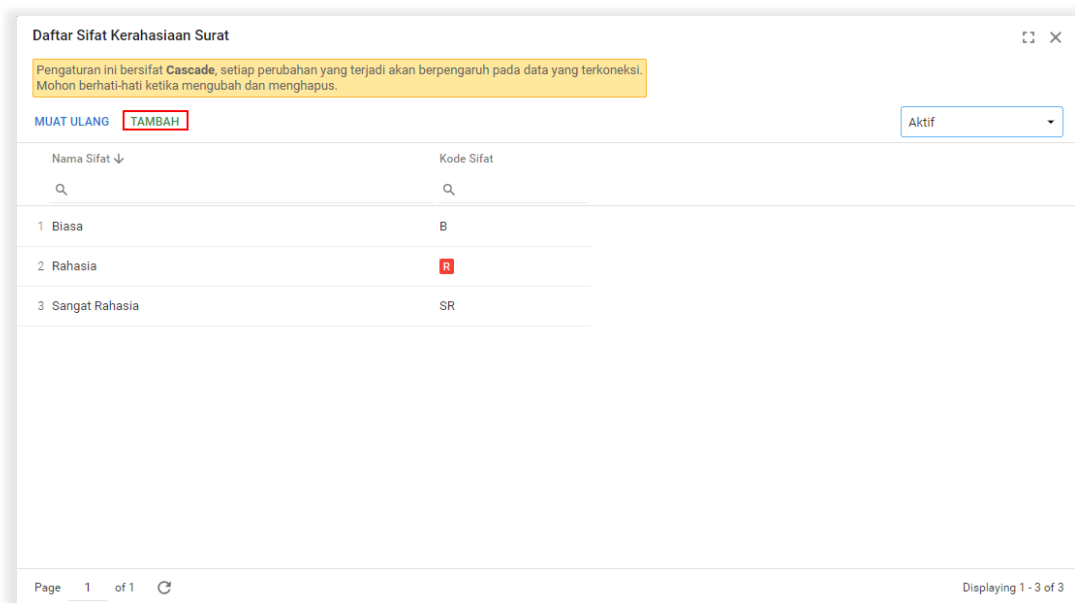 Daftar Sifat Kerahasiaan Surat
Pengaturan ini bersifat Cascade, setiap perubahan yang terjadi akan berpengaruh pada data yang terkoneksi.
Mohon berhati-hati ketika mengubah dan menghapus.
MUAT ULANG TAMBAH Aktif
Nama Sifat Kode Sifat
1 Biasa B
2 Rahasia R
3 Sangat Rahasia SR
Page 1 of 1 Displaying 1 - 3 of 3